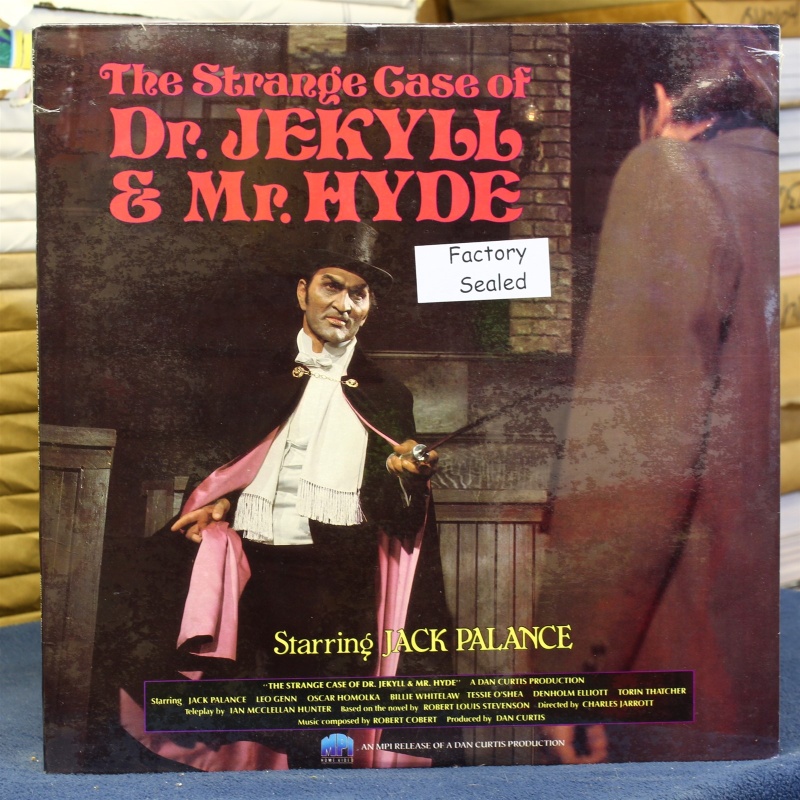 The Strange Case of
Dr. JEKYLL
& Mr. HYDE
Factory
Sealed
Starring JACK PALANCE
"THE STRANGE CASE OF DR. JEKYLL & MR. HYDE" A DAN CURTIS PRODUCTION
Starring JACK PALANCE LEO GENN OSCAR HOMOLKA BILLIE WHITELAW TESSIE O'SHEA DENHOLM ELLIOTT TORIN THATCHER
Teleplay by IAN MCCLELLAN HUNTER Based on the novel by ROBERT LOUIS STEVENSON Directed by CHARLES JARROTT
Music composed by ROBERT COBERT Produced by DAN CURTIS
MPI
HOME VIDEO
AN MPI RELEASE OF A DAN CURTIS PRODUCTION